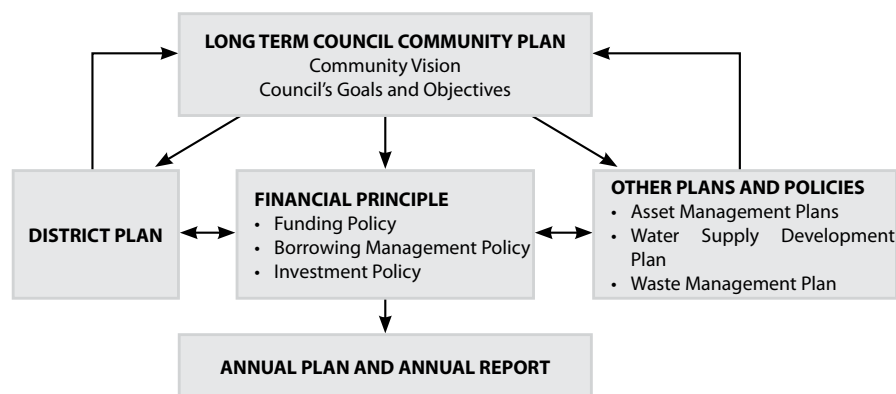 LONG TERM COUNCIL COMMUNITY PLAN
Community Vision
Council's Goals and Objectives
DISTRICT PLAN
FINANCIAL PRINCIPLE
• Funding Policy
• Borrowing Management Policy
• Investment Policy
OTHER PLANS AND POLICIES
• Asset Management Plans
• Water Supply Development
Plan
• Waste Management Plan
ANNUAL PLAN AND ANNUAL REPORT